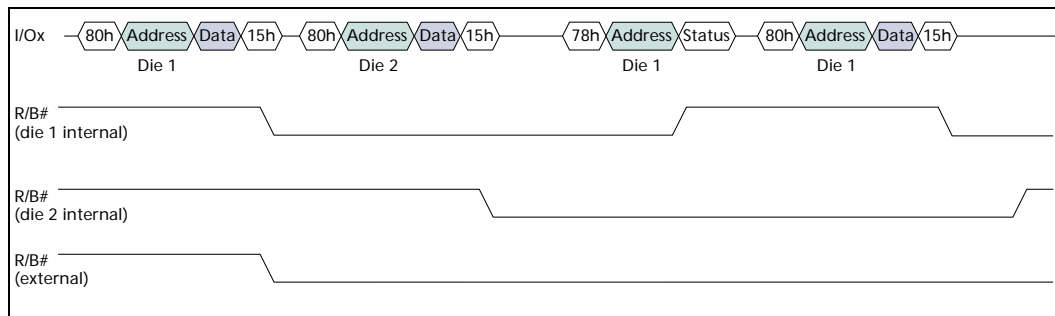 I/Ox 80h Address Data 15h 80h Address Data 15h 78h Address Status 80h Address Data 15h
Die 1 Die 2 Die 1 Die 1
R/B#
(die 1 internal)
R/B#
(die 2 internal)
R/B#
(external)